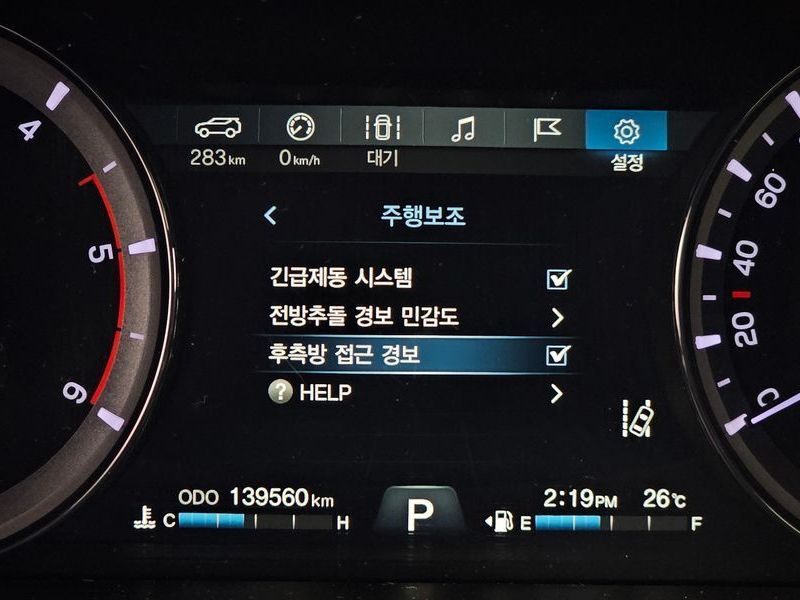 283km 0km/h 대기 설정
주행보조
긴급제동 시스템
전방추돌 경보 민감도
후측방 접근 경보
? HELP
4
5
6
60
40
20
0
ODO 139560km
C H
P
2:19PM 26℃
E F